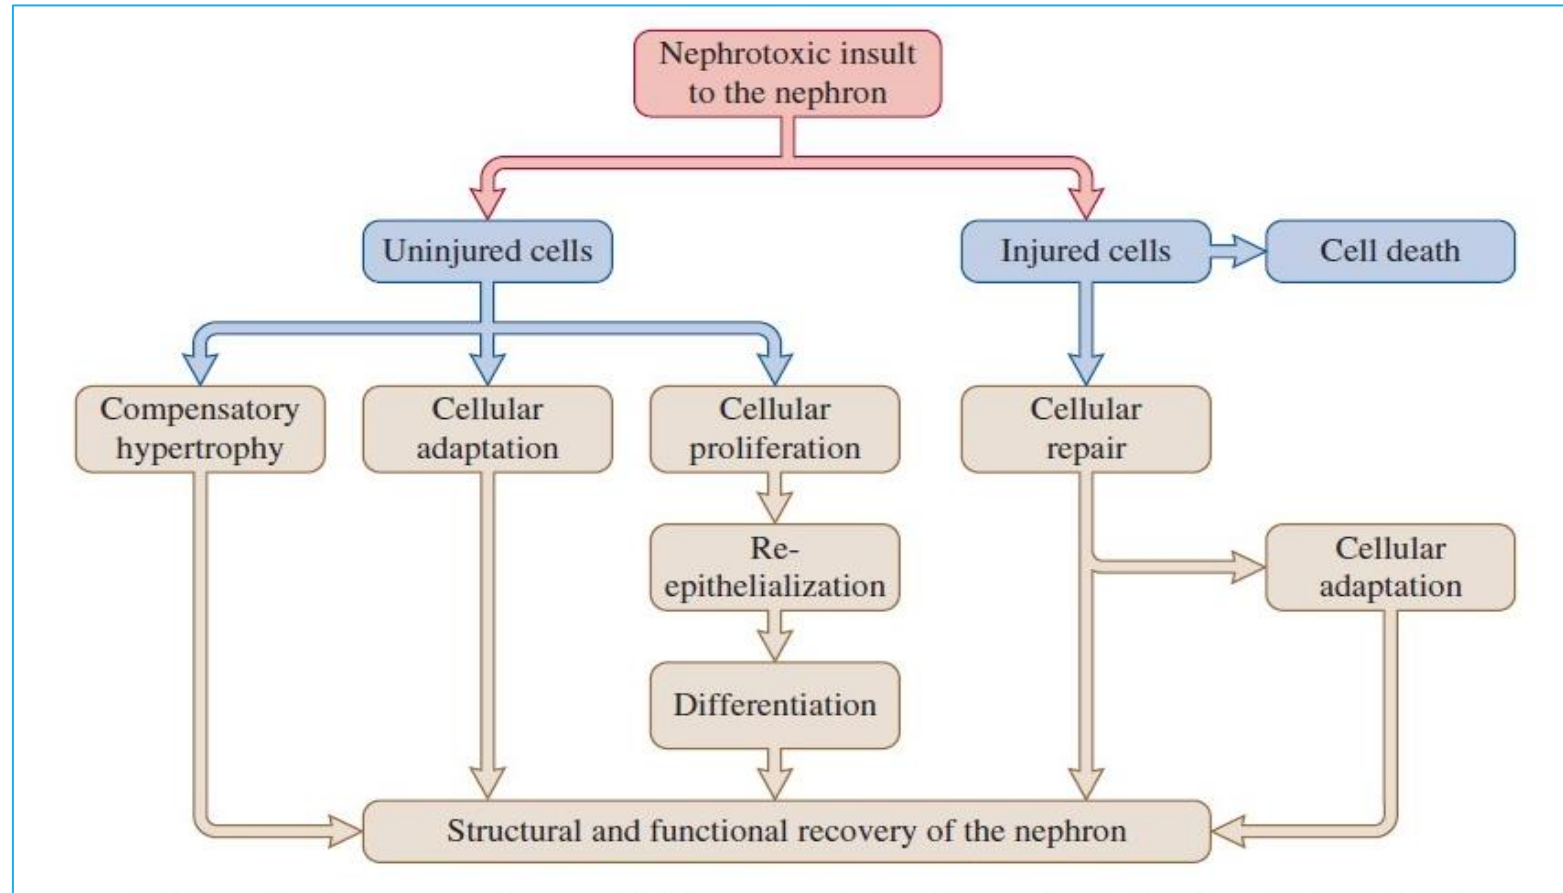 Nephrotoxic insult
to the nephron
Uninjured cells
Injured cells
Cell death
Compensatory
hypertrophy
Cellular
adaptation
Cellular
proliferation
Cellular
repair
Re-
epithelialization
Cellular
adaptation
Differentiation
Structural and functional recovery of the nephron